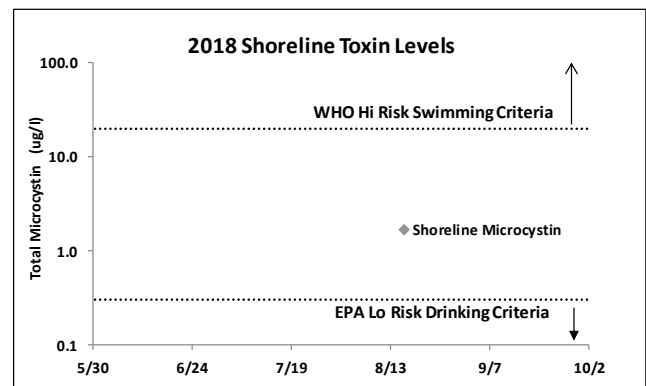 2018 Shoreline Toxin Levels
100.0
WHO Hi Risk Swimming Criteria
10.0
Total Microcystin (ug/l)
Shoreline Microcystin
1.0
EPA Lo Risk Drinking Criteria
0.1
5/30 6/24 7/19 8/13 9/7 10/2